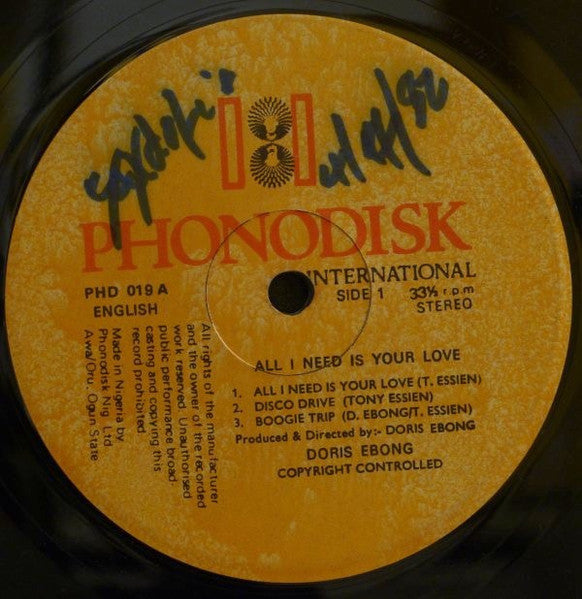 PHONODISK
INTERNATIONAL
PHD 019 A
ENGLISH
SIDE 1 33⅓ r.p.m
STEREO
All rights of the manufacturer
and the owner of the recorded
work reserved. Unauthorised
public performance broad-
casting and copying this
record prohibited.
Made in Nigeria by
Phonodisk Nig. Ltd.
Awa/Oru. Ogun State
ALL I NEED IS YOUR LOVE
1. ALL I NEED IS YOUR LOVE (T. ESSIEN)
2. DISCO DRIVE (TONY ESSIEN)
3. BOOGIE TRIP (D. EBONG/T. ESSIEN)
Produced & Directed by:- DORIS EBONG
DORIS EBONG
COPYRIGHT CONTROLLED